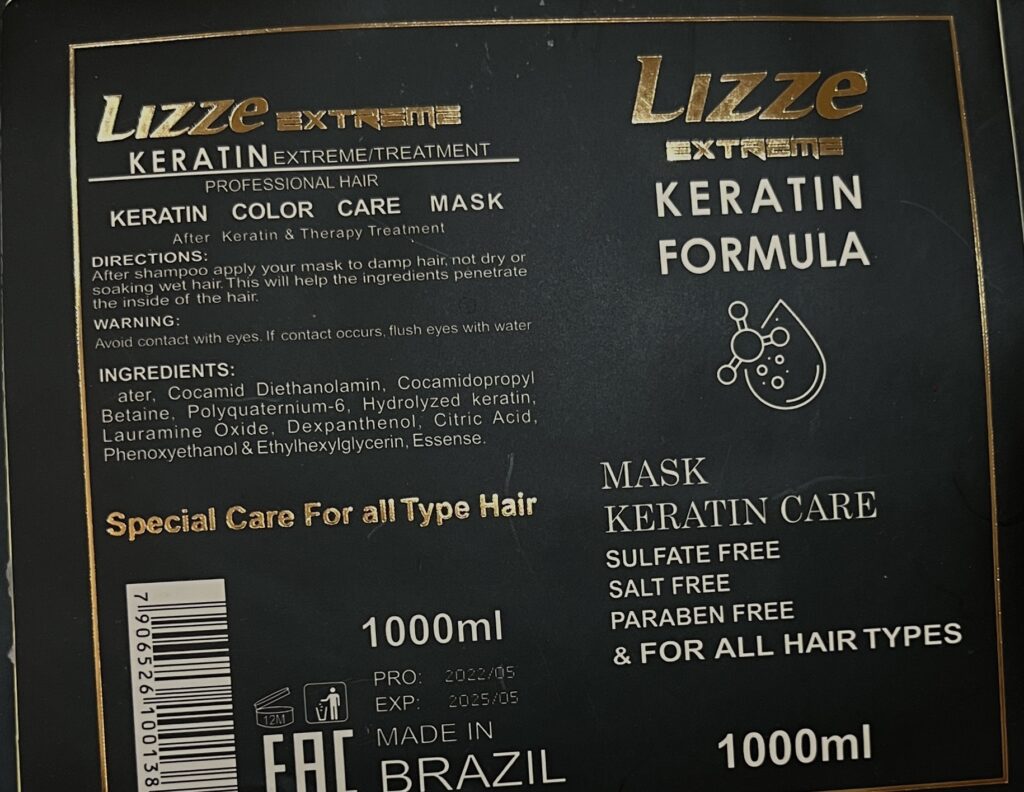 Lizze EXTREME
KERATIN EXTREME/TREATMENT
PROFESSIONAL HAIR
KERATIN COLOR CARE MASK
After Keratin & Therapy Treatment
DIRECTIONS:
After shampoo apply your mask to damp hair, not dry or
soaking wet hair. This will help the ingredients penetrate
the inside of the hair.
WARNING:
Avoid contact with eyes. If contact occurs, flush eyes with water
INGREDIENTS:
ater, Cocamid Diethanolamin, Cocamidopropyl
Betaine, Polyquaternium-6, Hydrolyzed keratin,
Lauramine Oxide, Dexpanthenol, Citric Acid,
Phenoxyethanol & Ethylhexylglycerin, Essense.
Special Care For all Type Hair
7906526100138
1000ml
PRO: 2022/05
EXP: 2025/05
12M
EAC
MADE IN
BRAZIL
Lizze
EXTREME
KERATIN
FORMULA
MASK
KERATIN CARE
SULFATE FREE
SALT FREE
PARABEN FREE
& FOR ALL HAIR TYPES
1000ml